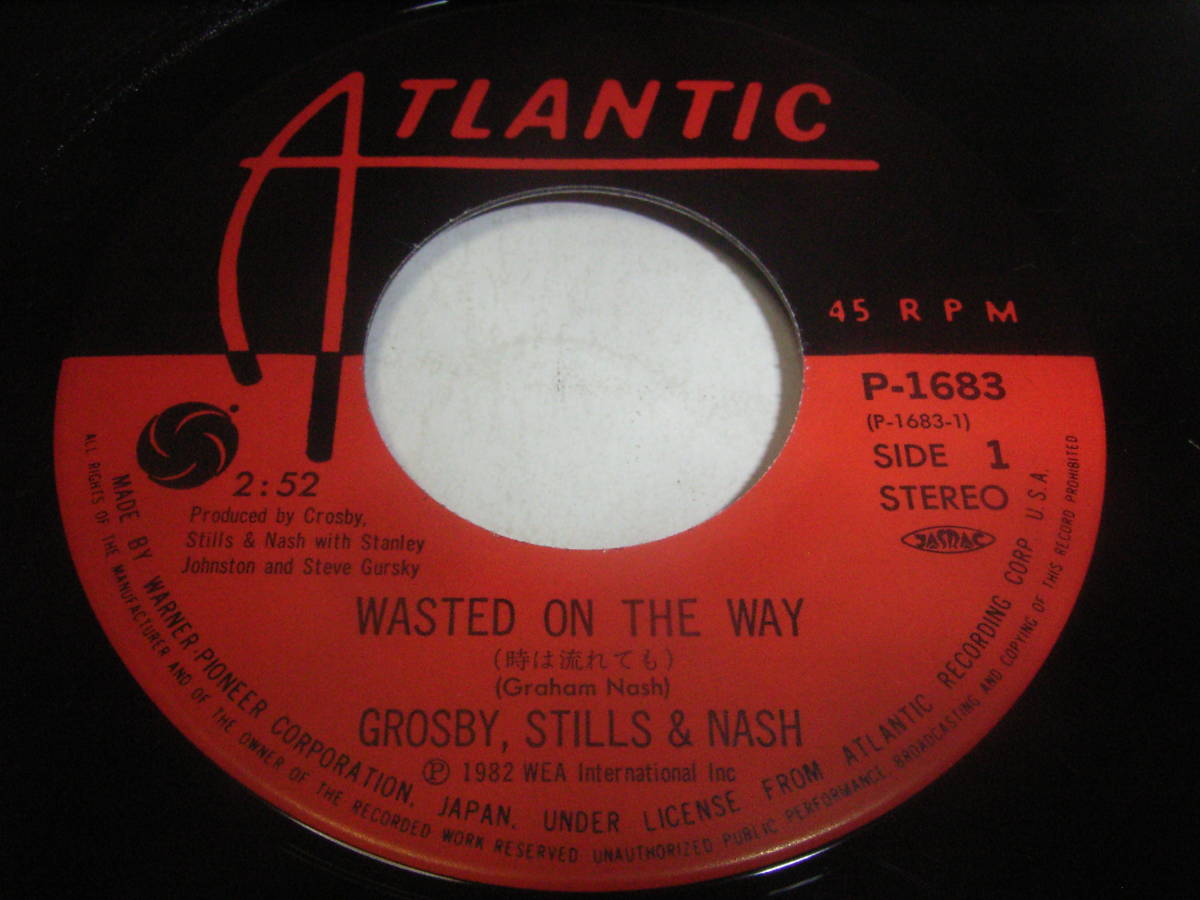 ATLANTIC
45 RPM
P-1683
(P-1683-1)
SIDE 1
STEREO
JASRAC
2:52
Produced by Crosby,
Stills & Nash with Stanley
Johnston and Steve Gursky
WASTED ON THE WAY
(時は流れても)
(Graham Nash)
GROSBY, STILLS & NASH
Ⓟ 1982 WEA International Inc
MADE BY WARNER-PIONEER CORPORATION, JAPAN, UNDER LICENSE FROM ATLANTIC RECORDING CORP U.S.A.
ALL RIGHTS OF THE MANUFACTURER AND OF THE OWNER OF THE RECORDED WORK RESERVED UNAUTHORIZED PUBLIC PERFORMANCE BROADCASTING AND COPYING OF THIS RECORD PROHIBITED